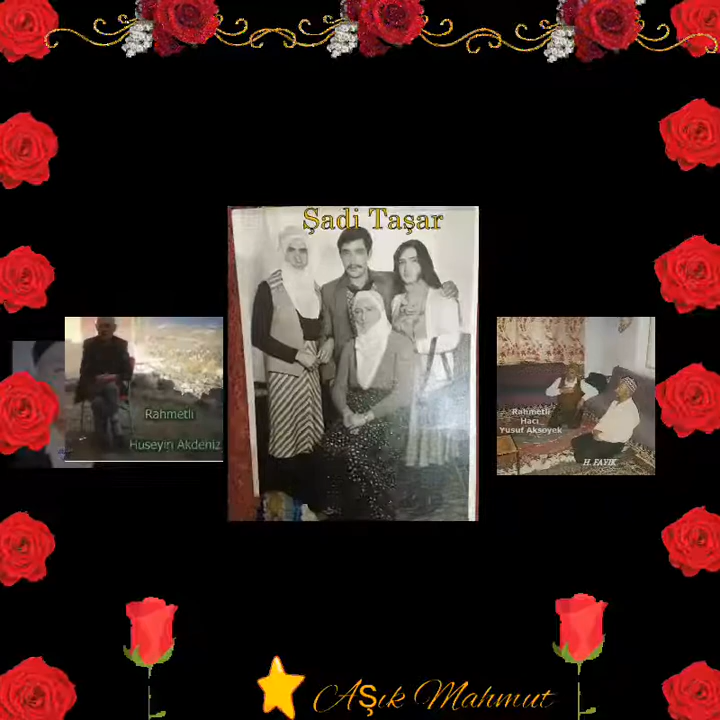 Şadi Taşar
Rahmetli
Hüseyin Akdeniz
Rahmetli
Hacı
Yusuf Aksoyek
H. FAYIK
Aşık Mahmut